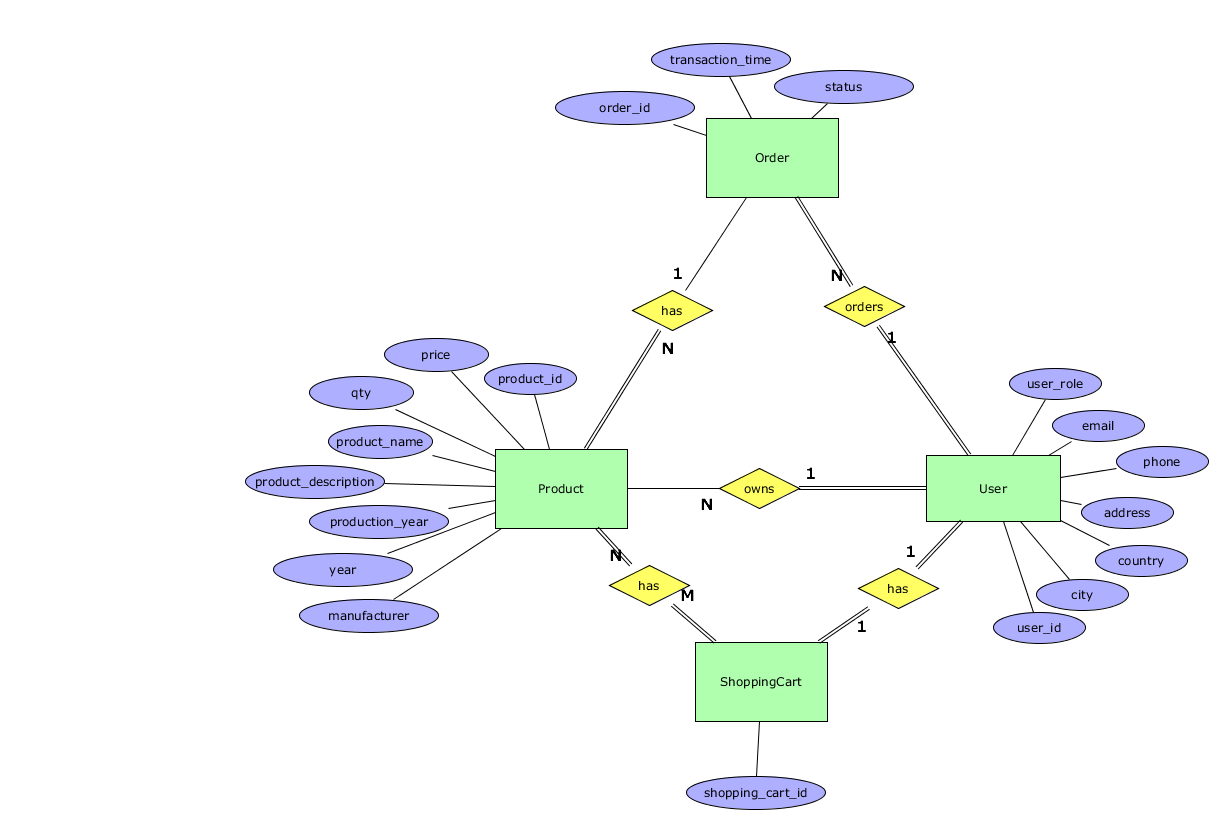 transaction_time
status
order_id
Order
1
N
has
orders
1
N
price
product_id
user_role
qty
email
product_name
phone
product_description
1
Product
owns
User
N
production_year
address
N
1
country
year
has
has
M
city
manufacturer
1
user_id
ShoppingCart
shopping_cart_id